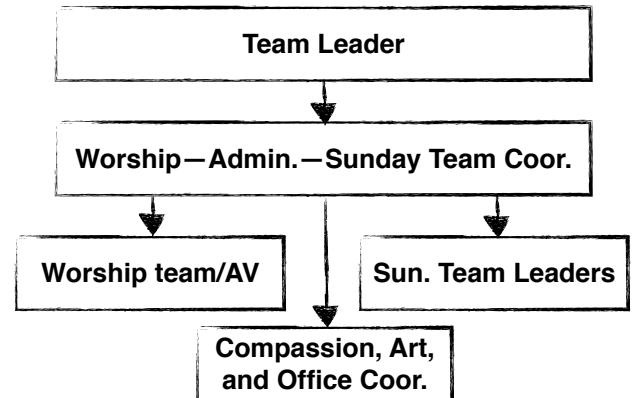 Team Leader
Worship—Admin.—Sunday Team Coor.
Worship team/AV
Sun. Team Leaders
Compassion, Art,
and Office Coor.